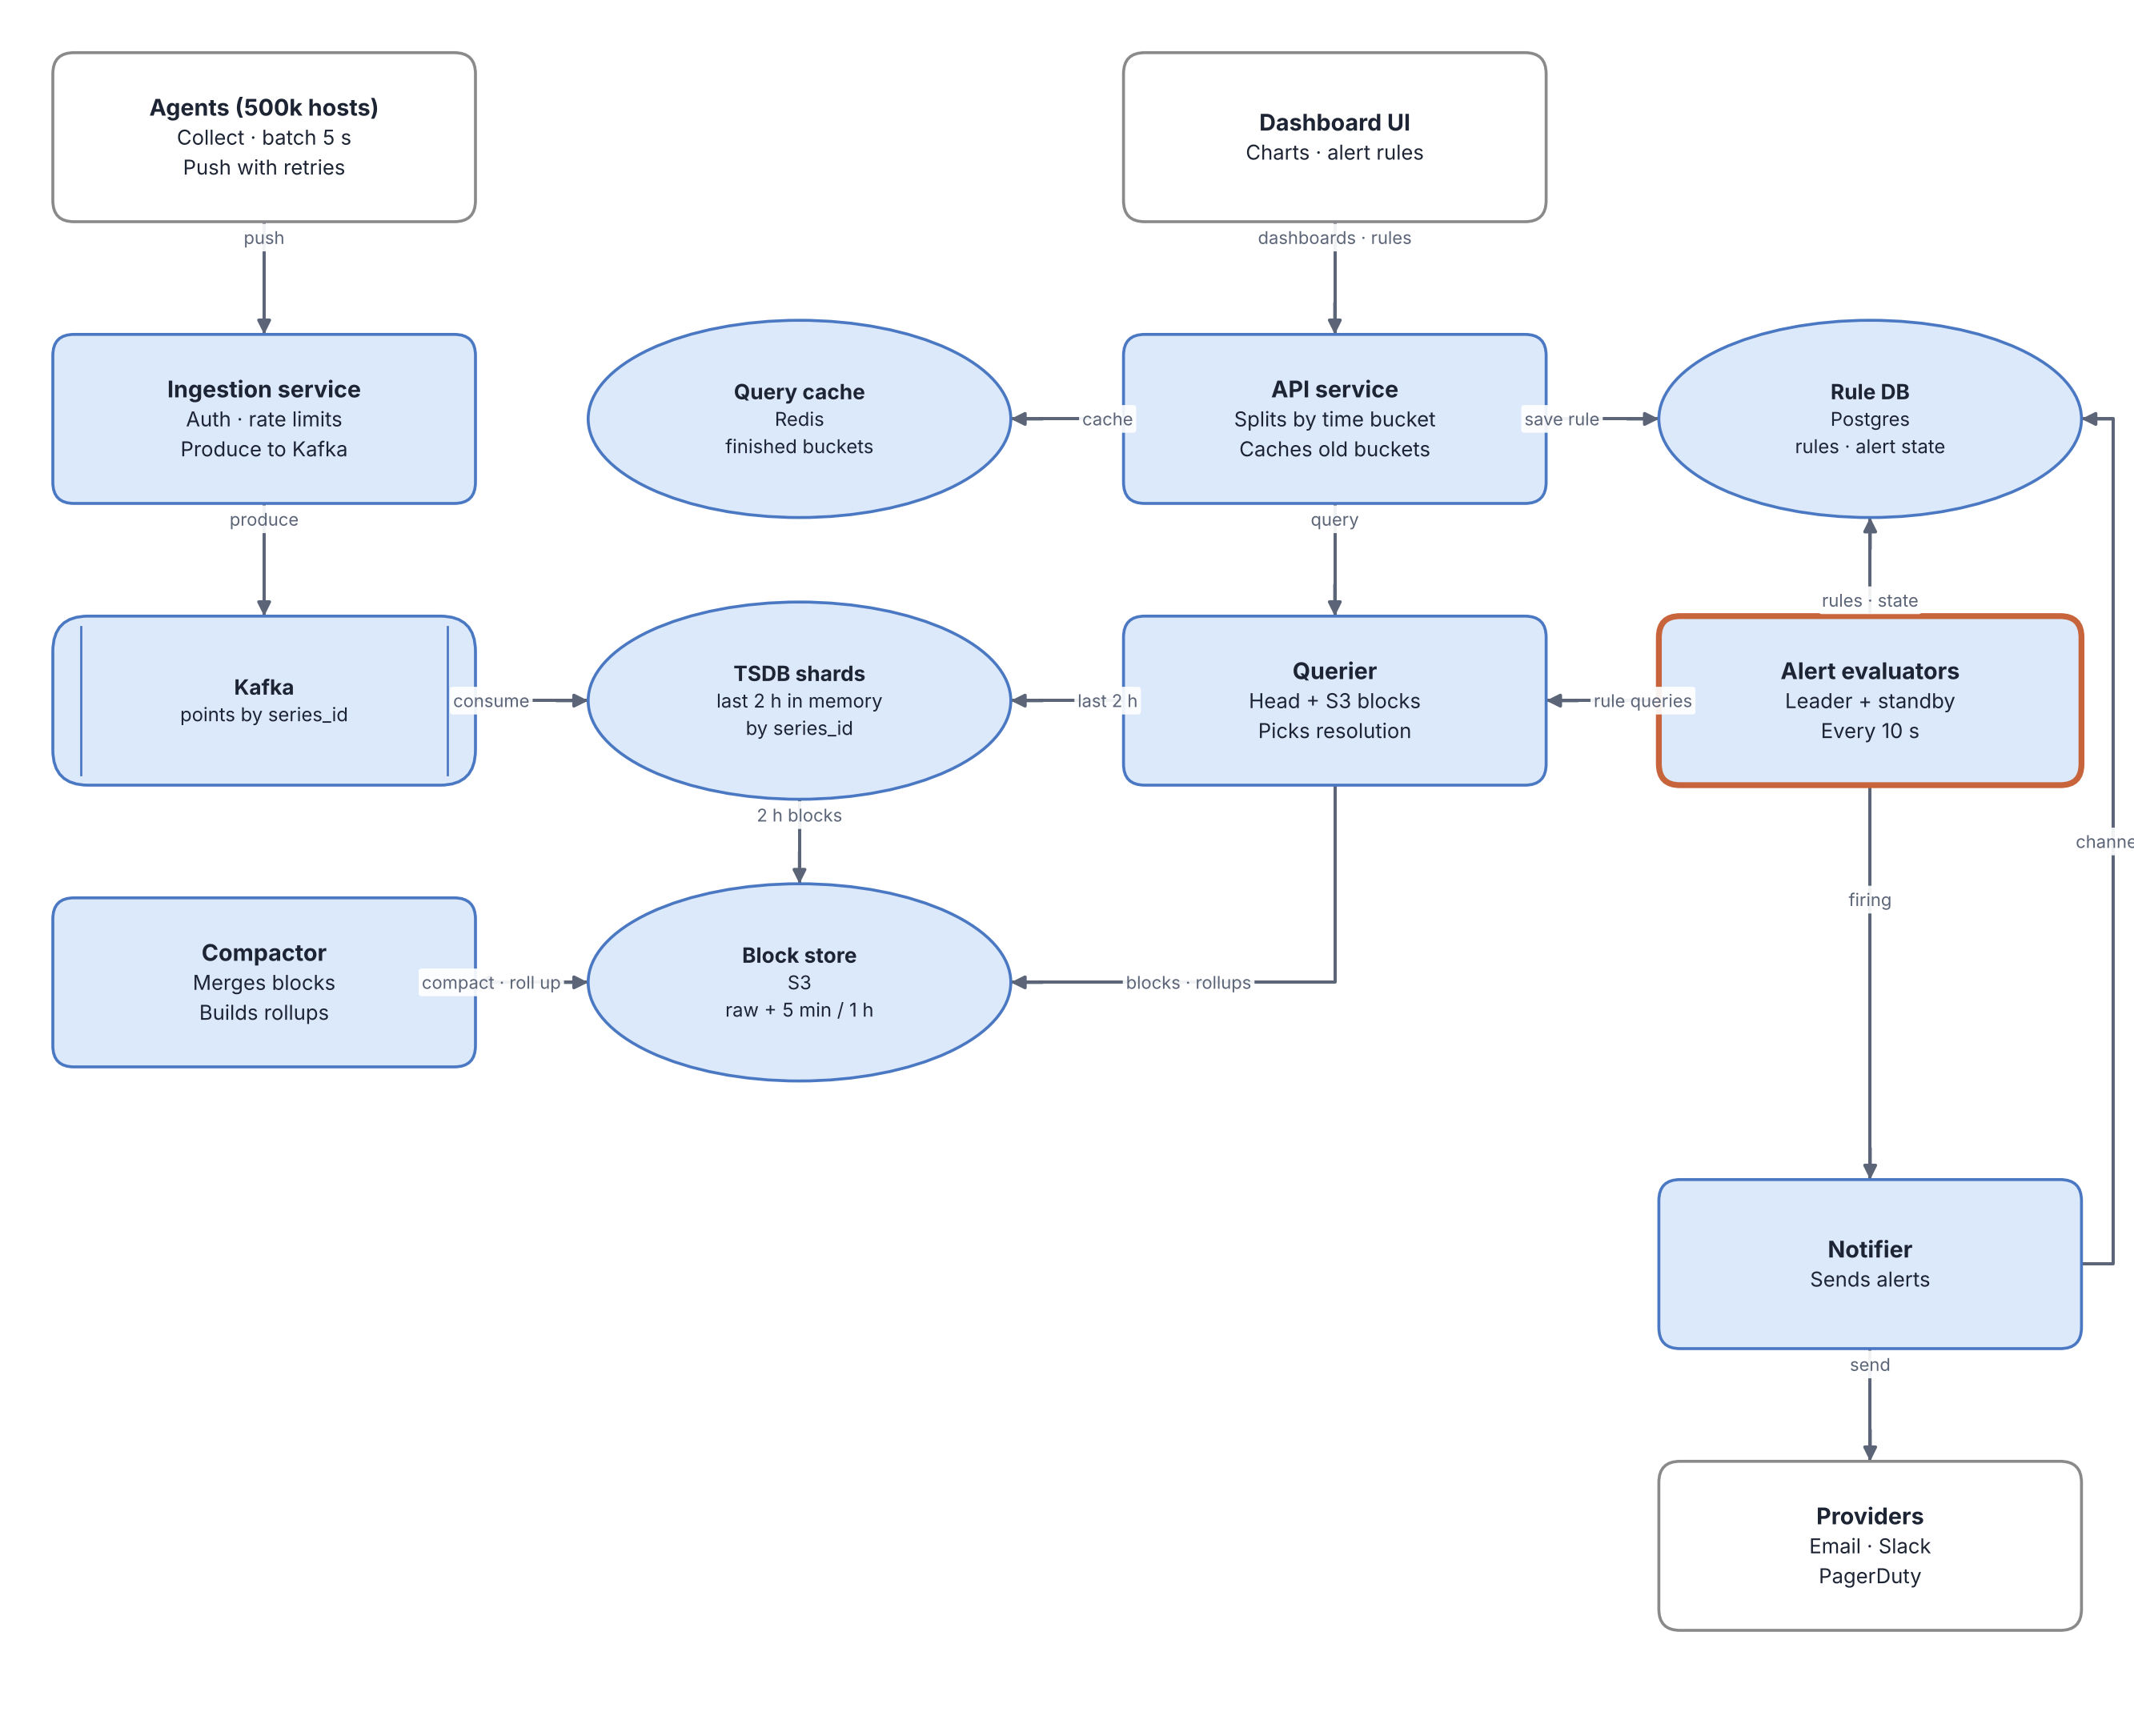 Agents (500k hosts)
Collect · batch 5 s
Push with retries
Dashboard UI
Charts · alert rules
push
dashboards · rules
Ingestion service
Auth · rate limits
Produce to Kafka
Query cache
Redis
finished buckets
cache
API service
Splits by time bucket
Caches old buckets
save rule
Rule DB
Postgres
rules · alert state
produce
query
rules · state
Kafka
points by series_id
consume
TSDB shards
last 2 h in memory
by series_id
last 2 h
Querier
Head + S3 blocks
Picks resolution
rule queries
Alert evaluators
Leader + standby
Every 10 s
2 h blocks
channe
firing
Compactor
Merges blocks
Builds rollups
compact · roll up
Block store
S3
raw + 5 min / 1 h
blocks · rollups
Notifier
Sends alerts
send
Providers
Email · Slack
PagerDuty